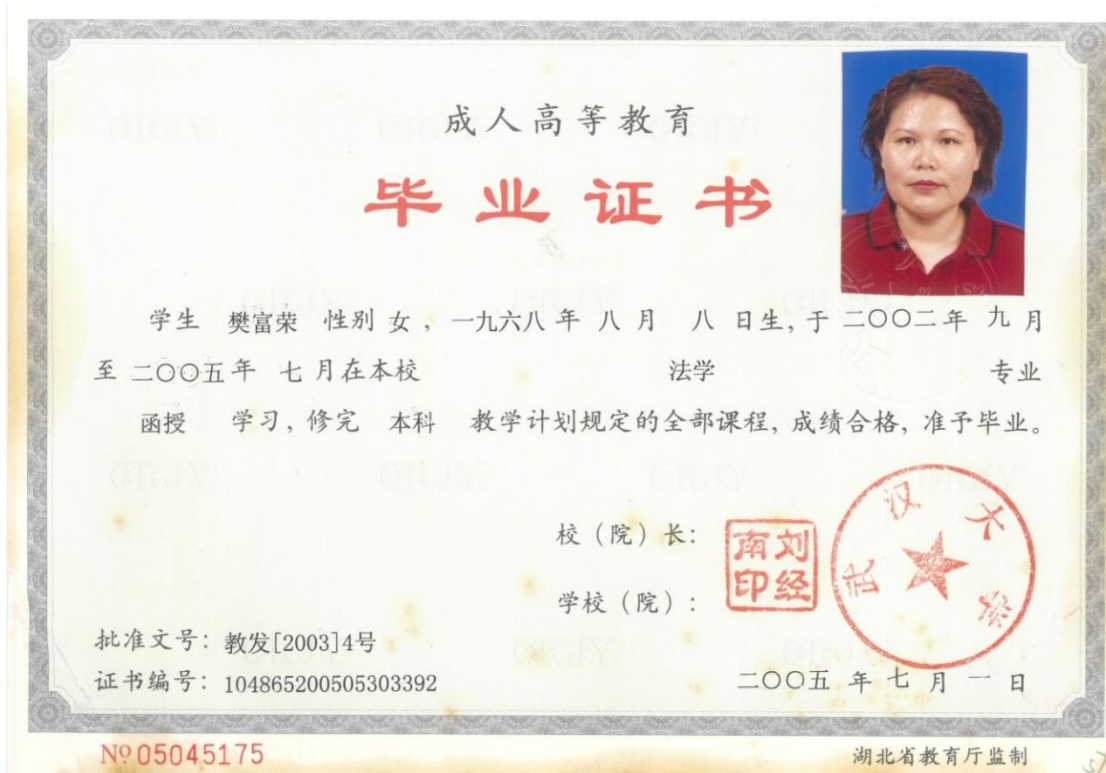 成人高等教育
毕业证书
学生 樊富荣 性别 女，一九六八年 八 月 八 日生，于 二〇〇二年 九 月
至 二〇〇五年 七 月在本校 法学 专业
函授 学习，修完 本科 教学计划规定的全部课程，成绩合格，准予毕业。
校（院）长：
刘经南印
学校（院）：
武汉大学
批准文号：教发[2003]4号
证书编号：104865200505303392
二〇〇五 年 七 月 一 日
№ 05045175
湖北省教育厅监制